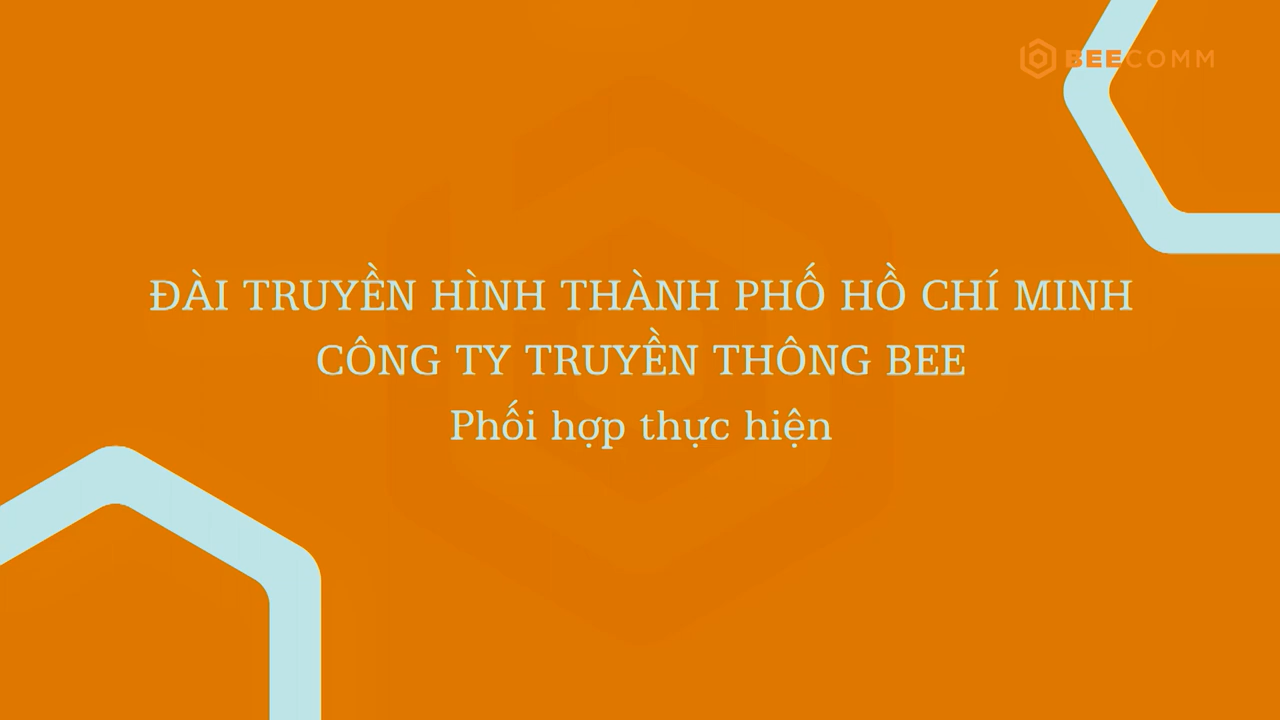 BEECOMM
ĐÀI TRUYỀN HÌNH THÀNH PHỐ HỒ CHÍ MINH
CÔNG TY TRUYỀN THÔNG BEE
Phối hợp thực hiện